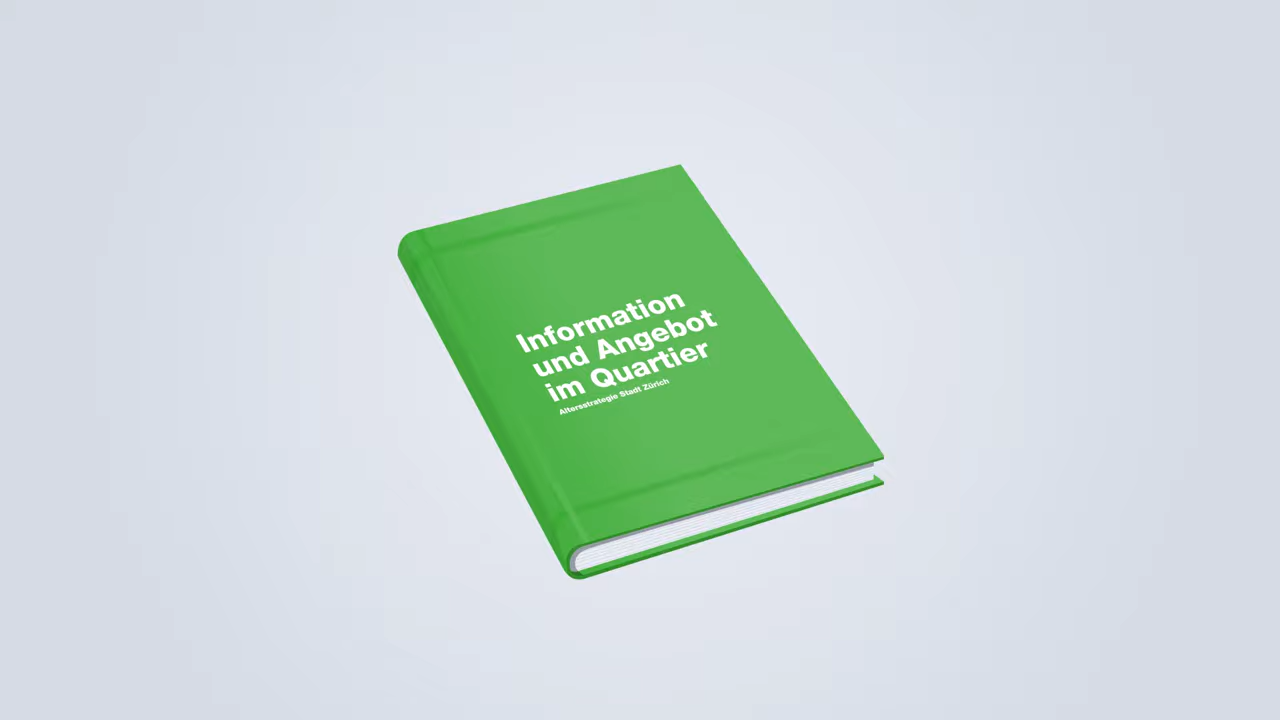 Information
und Angebot
im Quartier
Altersstrategie Stadt Zürich